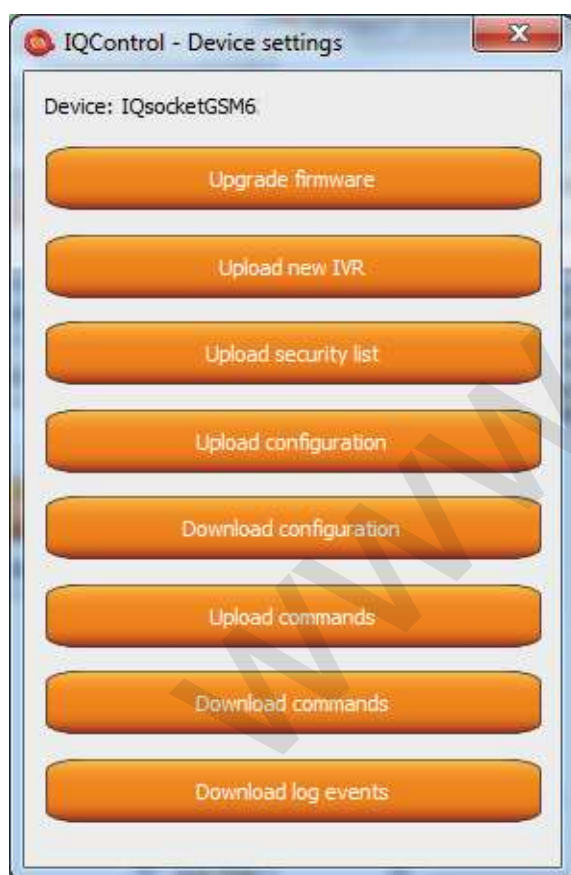 IQControl - Device settings
Device: IQsocketGSM6
Upgrade firmware
Upload new IVR
Upload security list
Upload configuration
Download configuration
Upload commands
Download commands
Download log events
WW